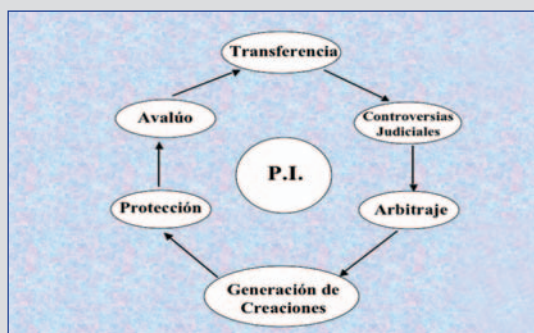 Transferencia
Controversias
Judiciales
Arbitraje
Generación de
Creaciones
Protección
Avalúo
P.I.